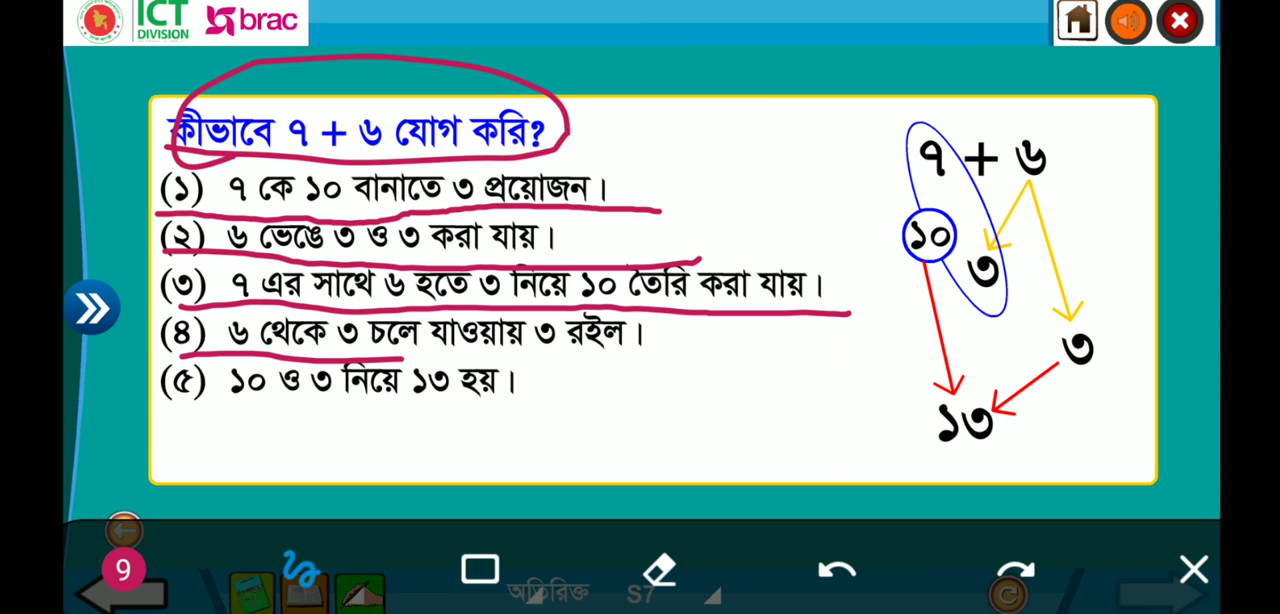 ICT
DIVISION
brac
কীভাবে ৭ + ৬ যোগ করি?
(১) ৭ কে ১০ বানাতে ৩ প্রয়োজন।
(২) ৬ ভেঙে ৩ ও ৩ করা যায়।
(৩) ৭ এর সাথে ৬ হতে ৩ নিয়ে ১০ তৈরি করা যায়।
(৪) ৬ থেকে ৩ চলে যাওয়ায় ৩ রইল।
(৫) ১০ ও ৩ নিয়ে ১৩ হয়।
৭ + ৬
১০
৩
৩
১৩
9
অতিরিক্ত S7